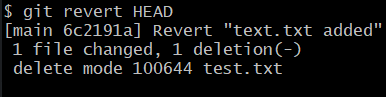 $ git revert HEAD
[main 6c2191a] Revert "text.txt added"
 1 file changed, 1 deletion(-)
 delete mode 100644 test.txt